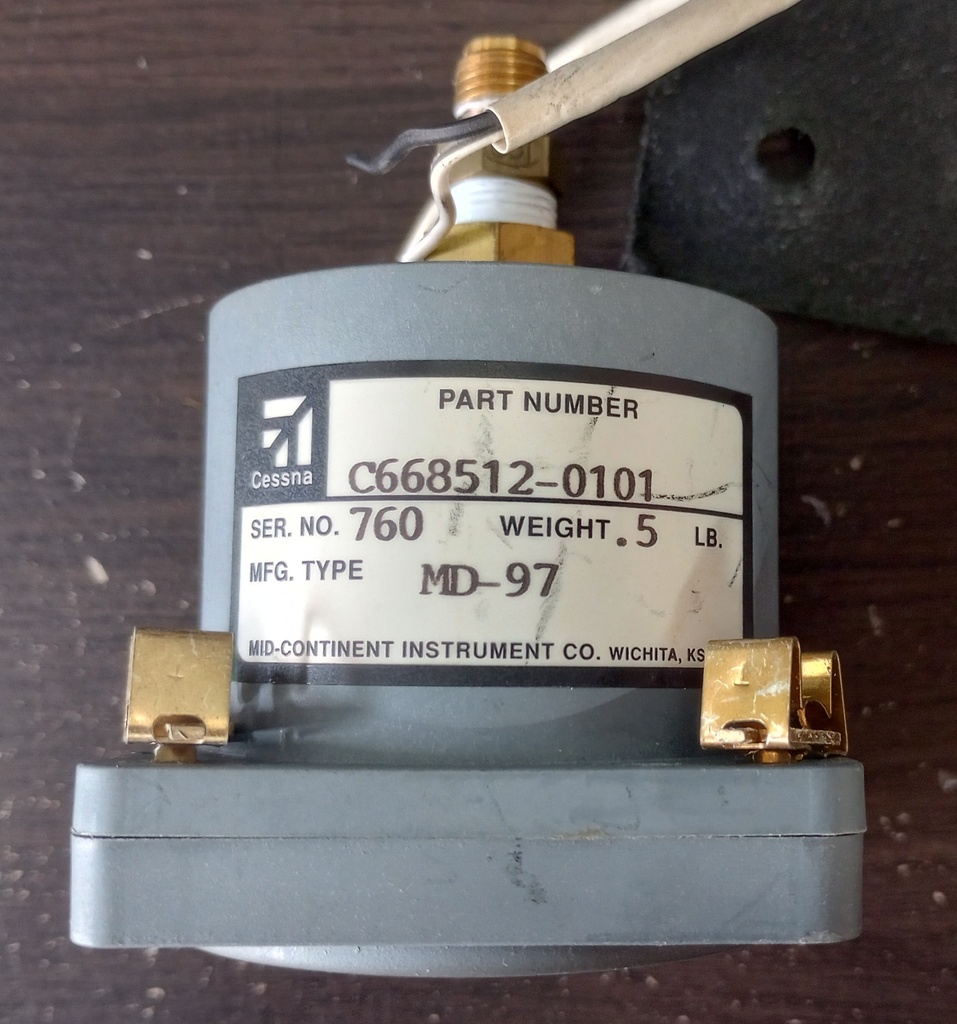 PART NUMBER
Cessna C668512-0101
SER. NO. 760 WEIGHT .5 LB.
MFG. TYPE MD-97
MID-CONTINENT INSTRUMENT CO. WICHITA, KS